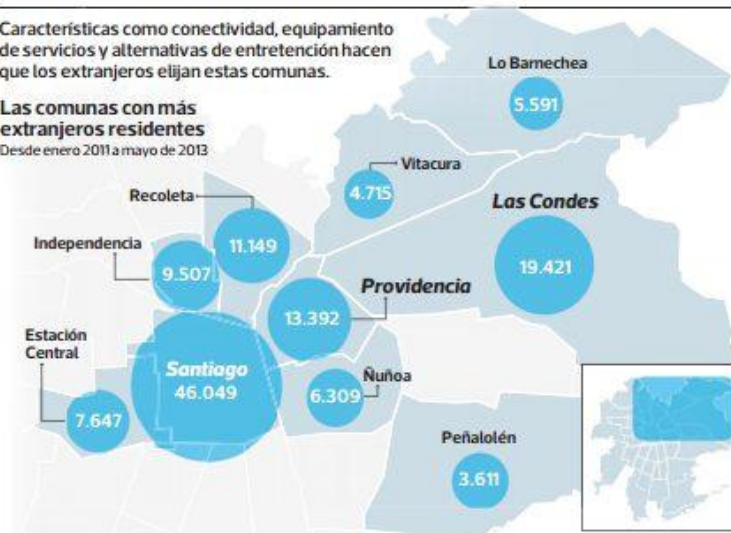 Características como conectividad, equipamiento
de servicios y alternativas de entretención hacen
que los extranjeros elijan estas comunas.
Las comunas con más
extranjeros residentes
Desde enero 2011 a mayo de 2013
Lo Barnechea
5.591
Vitacura
4.715
Recoleta
11.149
Las Condes
19.421
Independencia
9.507
Providencia
13.392
Estación
Central
7.647
Santiago
46.049
Ñuñoa
6.309
Peñalolén
3.611